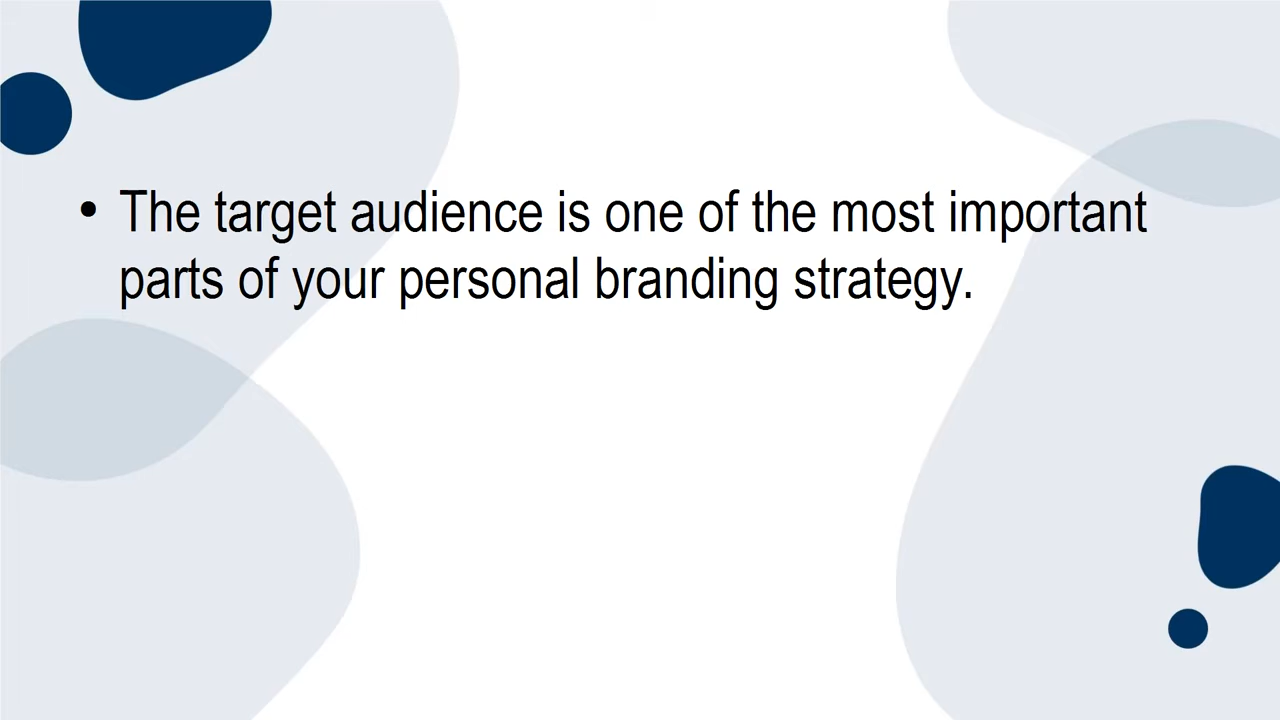 • The target audience is one of the most important
parts of your personal branding strategy.